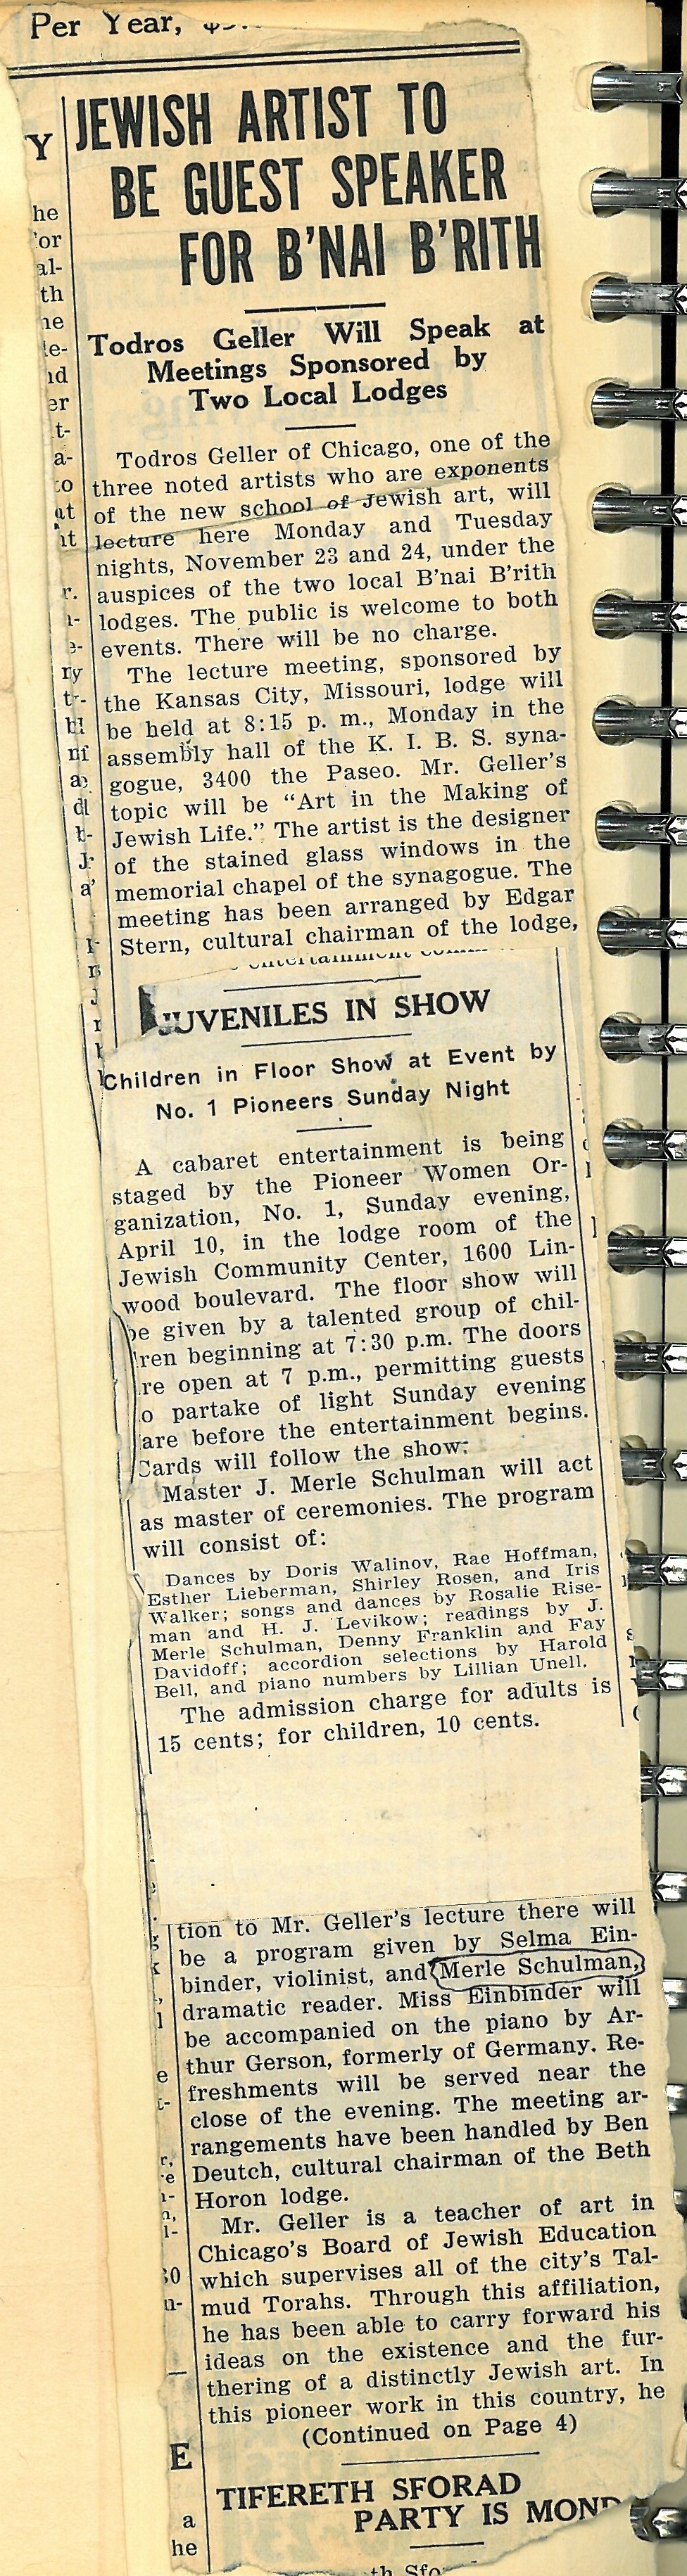 Per Year,
JEWISH ARTIST TO
BE GUEST SPEAKER
FOR B'NAI B'RITH
Todros Geller Will Speak at
Meetings Sponsored by
Two Local Lodges
Todros Geller of Chicago, one of the
three noted artists who are exponents
of the new school of Jewish art, will
lecture here Monday and Tuesday
nights, November 23 and 24, under the
auspices of the two local B'nai B'rith
lodges. The public is welcome to both
events. There will be no charge.
The lecture meeting, sponsored by
the Kansas City, Missouri, lodge will
be held at 8:15 p. m., Monday in the
assembly hall of the K. I. B. S. syna-
gogue, 3400 the Paseo. Mr. Geller's
topic will be "Art in the Making of
Jewish Life." The artist is the designer
of the stained glass windows in the
memorial chapel of the synagogue. The
meeting has been arranged by Edgar
Stern, cultural chairman of the lodge,
JUVENILES IN SHOW
Children in Floor Show at Event by
No. 1 Pioneers Sunday Night
A cabaret entertainment is being
staged by the Pioneer Women Or-
ganization, No. 1, Sunday evening,
April 10, in the lodge room of the
Jewish Community Center, 1600 Lin-
wood boulevard. The floor show will
be given by a talented group of chil-
ren beginning at 7:30 p.m. The doors
re open at 7 p.m., permitting guests
o partake of light Sunday evening
are before the entertainment begins.
Cards will follow the show.
Master J. Merle Schulman will act
as master of ceremonies. The program
will consist of:
Dances by Doris Walinov, Rae Hoffman,
Esther Lieberman, Shirley Rosen, and Iris
Walker; songs and dances by Rosalie Rise-
man and H. J. Levikow; readings by J.
Merle Schulman, Denny Franklin and Fay
Davidoff; accordion selections by Harold
Bell, and piano numbers by Lillian Unell.
The admission charge for adults is
15 cents; for children, 10 cents.
tion to Mr. Geller's lecture there will
be a program given by Selma Ein-
binder, violinist, and Merle Schulman,
dramatic reader. Miss Einbinder will
be accompanied on the piano by Ar-
thur Gerson, formerly of Germany. Re-
freshments will be served near the
close of the evening. The meeting ar-
rangements have been handled by Ben
Deutch, cultural chairman of the Beth
Horon lodge.
Mr. Geller is a teacher of art in
Chicago's Board of Jewish Education
which supervises all of the city's Tal-
mud Torahs. Through this affiliation,
he has been able to carry forward his
ideas on the existence and the fur-
thering of a distinctly Jewish art. In
this pioneer work in this country, he
(Continued on Page 4)
TIFERETH SFORAD
PARTY IS MOND